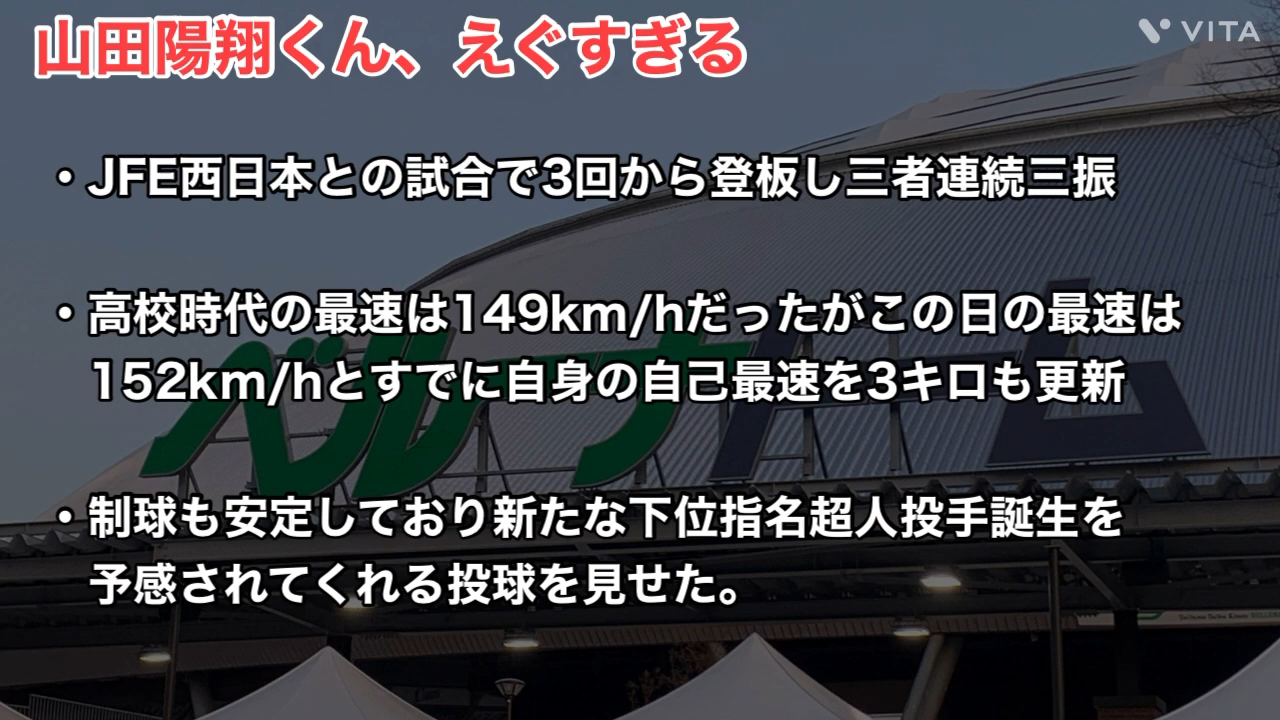 山田陽翔くん、えぐすぎる
VITA
・JFE西日本との試合で3回から登板し三者連続三振
・高校時代の最速は149km/hだったがこの日の最速は
152km/hとすでに自身の自己最速を3キロも更新
ベルーナドーム
・制球も安定しており新たな下位指名超人投手誕生を
予感されてくれる投球を見せた。